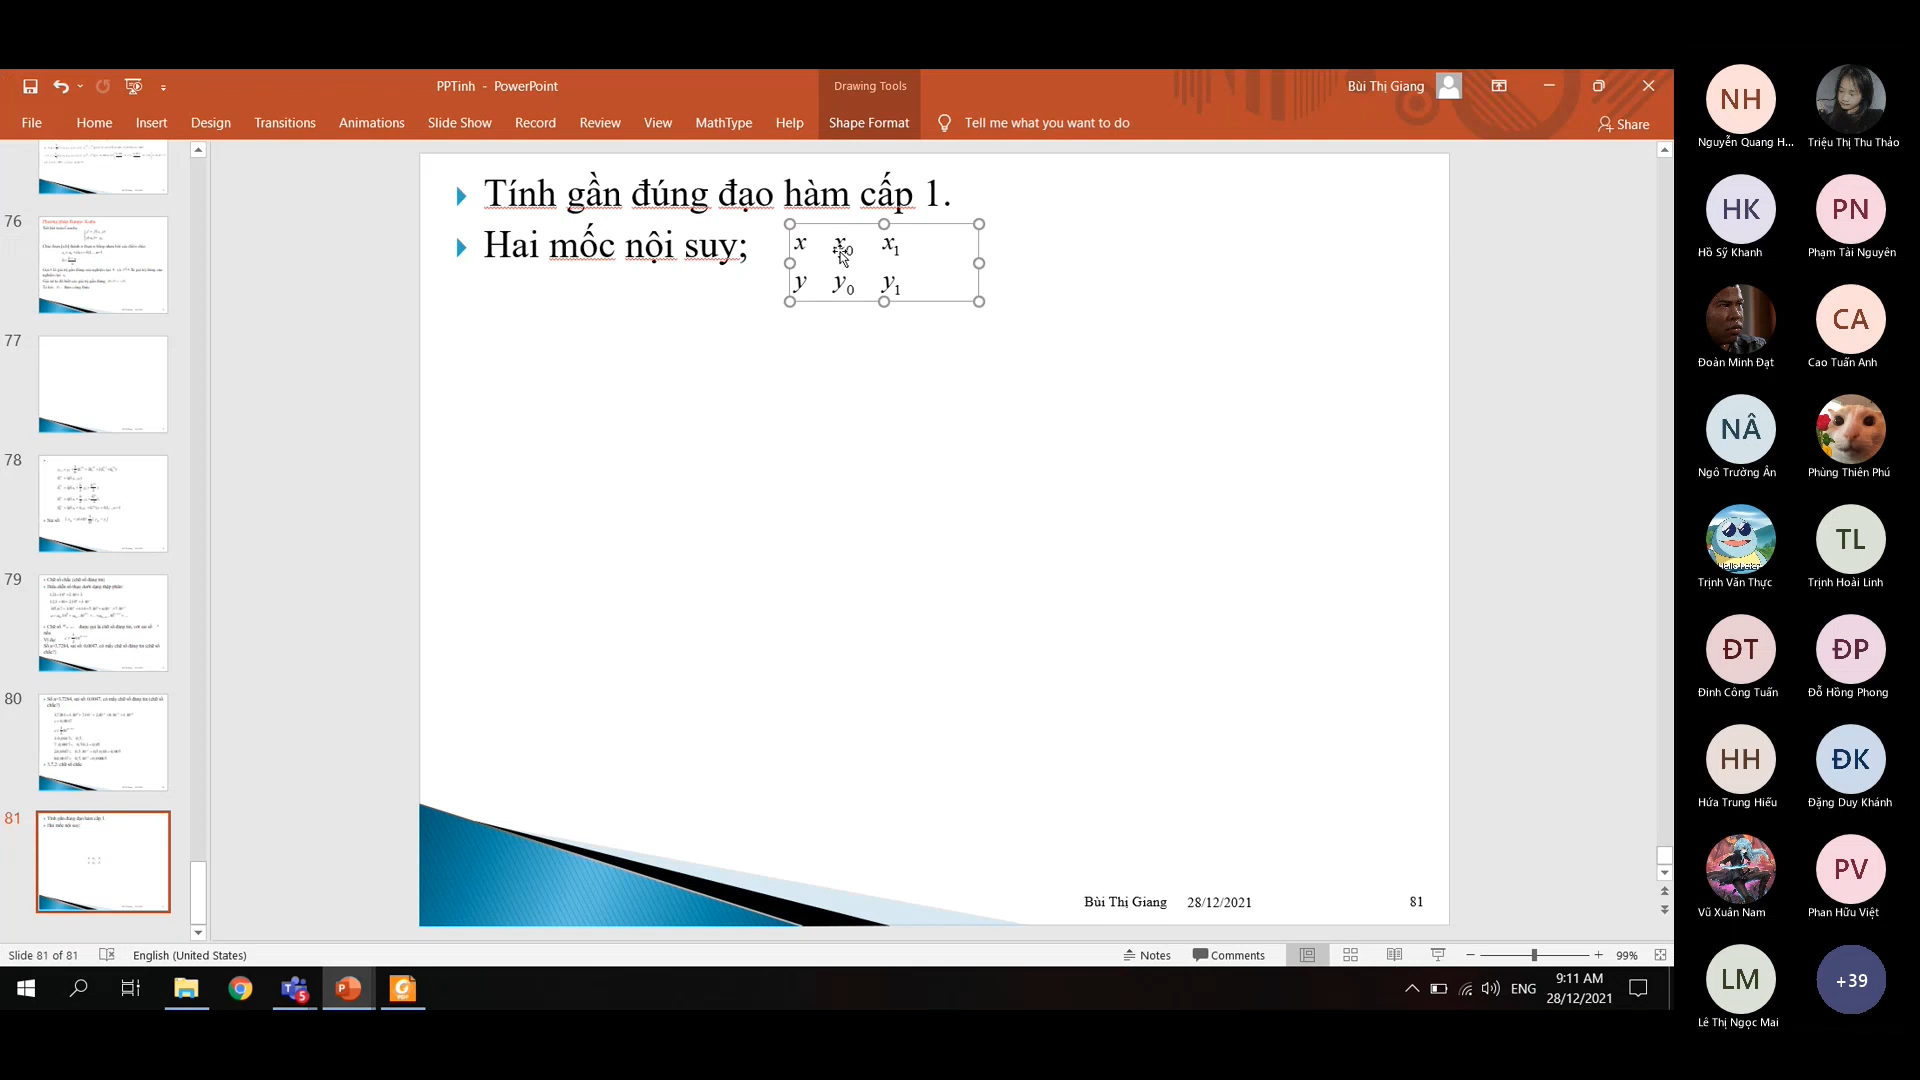 PPTinh - PowerPoint
Drawing Tools
Bùi Thị Giang
File Home Insert Design Transitions Animations Slide Show Record Review View MathType Help Shape Format Tell me what you want to do Share
76
77
78
79
80
81
Tính gần đúng đạo hàm cấp 1.
Hai mốc nội suy;
x x₀ x₁
y y₀ y₁
Bùi Thị Giang 28/12/2021 81
Slide 81 of 81 English (United States) Notes Comments 99%
ENG
9:11 AM
28/12/2021
NH
Nguyễn Quang H...
Triệu Thị Thu Thảo
HK
Hồ Sỹ Khanh
PN
Phạm Tài Nguyên
Đoàn Minh Đạt
CA
Cao Tuấn Anh
NÂ
Ngô Trường Ân
Phùng Thiên Phú
Trịnh Văn Thực
TL
Trịnh Hoài Linh
ĐT
Đinh Công Tuấn
ĐP
Đỗ Hồng Phong
HH
Hứa Trung Hiếu
ĐK
Đặng Duy Khánh
Vũ Xuân Nam
PV
Phan Hữu Việt
LM
Lê Thị Ngọc Mai
+39